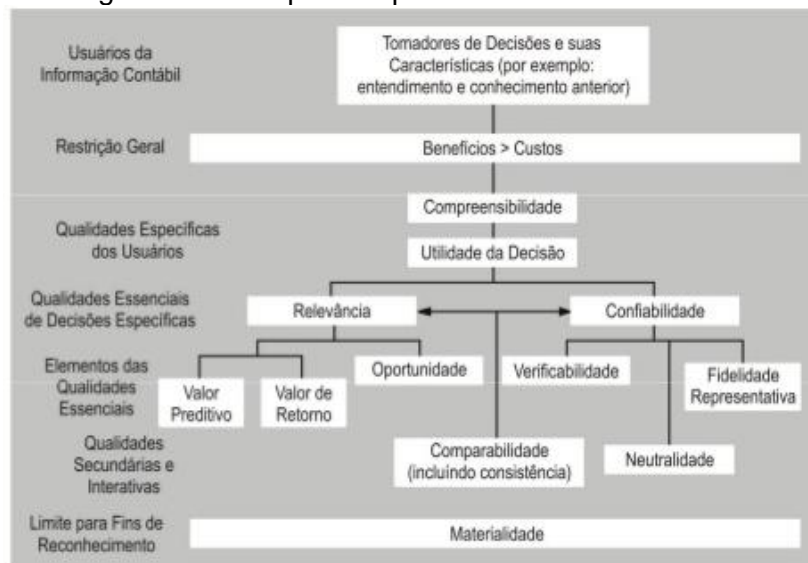 Usuários da
Informação Contábil
Tomadores de Decisões e suas
Características (por exemplo:
entendimento e conhecimento anterior)
Restrição Geral
Benefícios > Custos
Compreensibilidade
Qualidades Específicas
dos Usuários
Utilidade da Decisão
Qualidades Essenciais
de Decisões Específicas
Relevância
Confiabilidade
Elementos das
Qualidades
Essenciais
Valor
Preditivo
Valor de
Retorno
Oportunidade
Verificabilidade
Fidelidade
Representativa
Qualidades
Secundárias e
Interativas
Comparabilidade
(incluindo consistência)
Neutralidade
Limite para Fins de
Reconhecimento
Materialidade